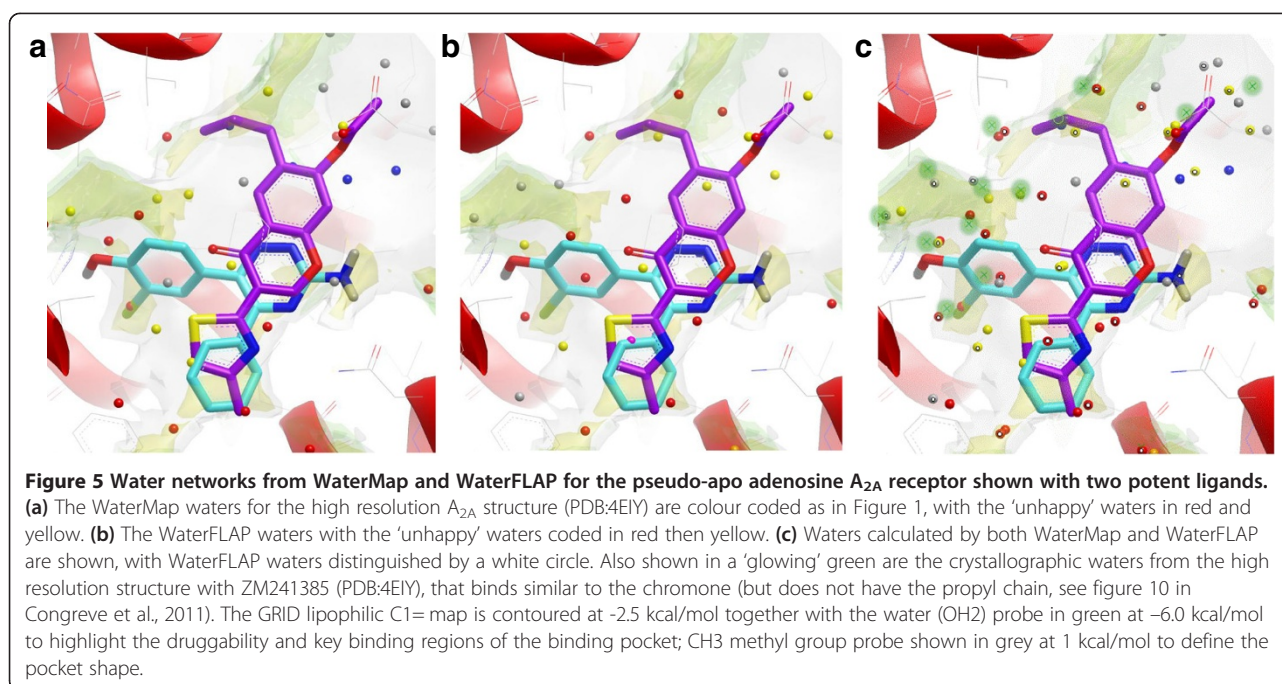 a b c
Figure 5 Water networks from WaterMap and WaterFLAP for the pseudo-apo adenosine A2A receptor shown with two potent ligands.
(a) The WaterMap waters for the high resolution A2A structure (PDB:4EIY) are colour coded as in Figure 1, with the ‘unhappy’ waters in red and
yellow. (b) The WaterFLAP waters with the ‘unhappy’ waters coded in red then yellow. (c) Waters calculated by both WaterMap and WaterFLAP
are shown, with WaterFLAP waters distinguished by a white circle. Also shown in a ‘glowing’ green are the crystallographic waters from the high
resolution structure with ZM241385 (PDB:4EIY), that binds similar to the chromone (but does not have the propyl chain, see figure 10 in
Congreve et al., 2011). The GRID lipophilic C1= map is contoured at -2.5 kcal/mol together with the water (OH2) probe in green at –6.0 kcal/mol
to highlight the druggability and key binding regions of the binding pocket; CH3 methyl group probe shown in grey at 1 kcal/mol to define the
pocket shape.